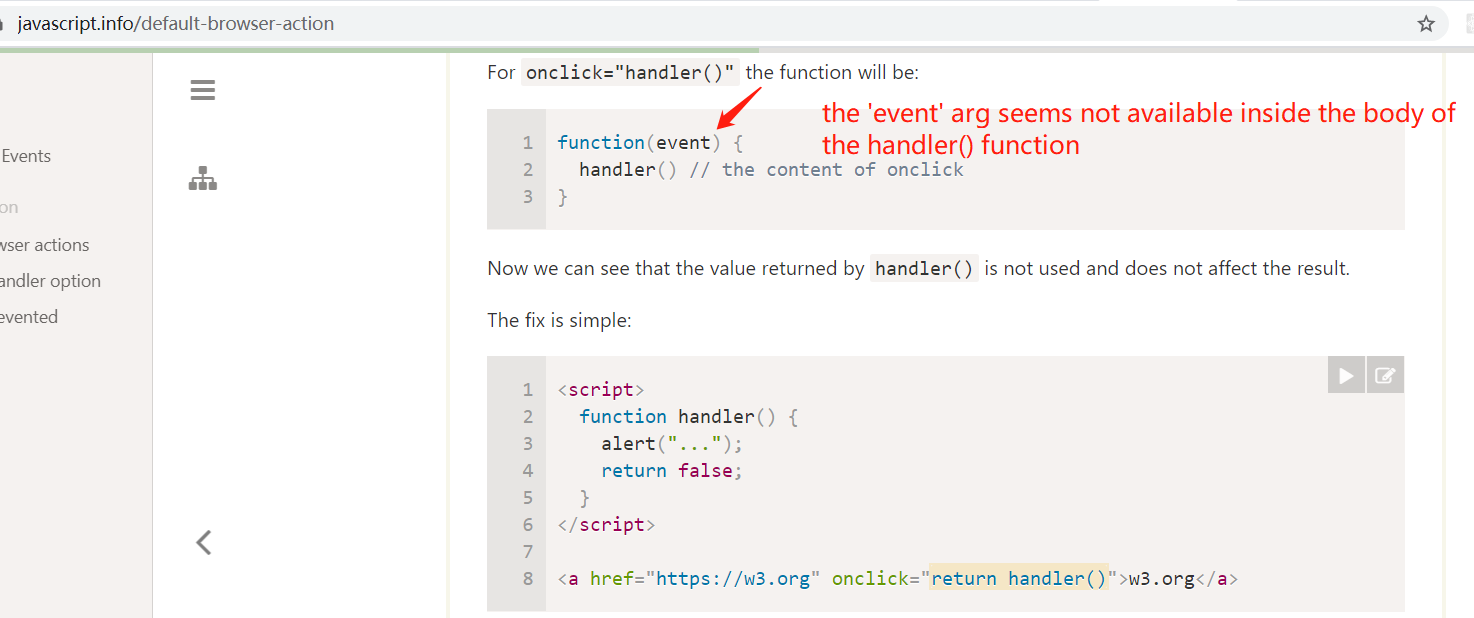 javascript.info/default-browser-action
For onclick="handler()" the function will be:
the 'event' arg seems not available inside the body of
the handler() function
1 function(event) {
2 handler() // the content of onclick
3 }
Events
on
wser actions
andler option
evented
Now we can see that the value returned by handler() is not used and does not affect the result.
The fix is simple:
1 <script>
2 function handler() {
3 alert("...");
4 return false;
5 }
6 </script>
7
8 <a href="https://w3.org" onclick="return handler()">w3.org</a>